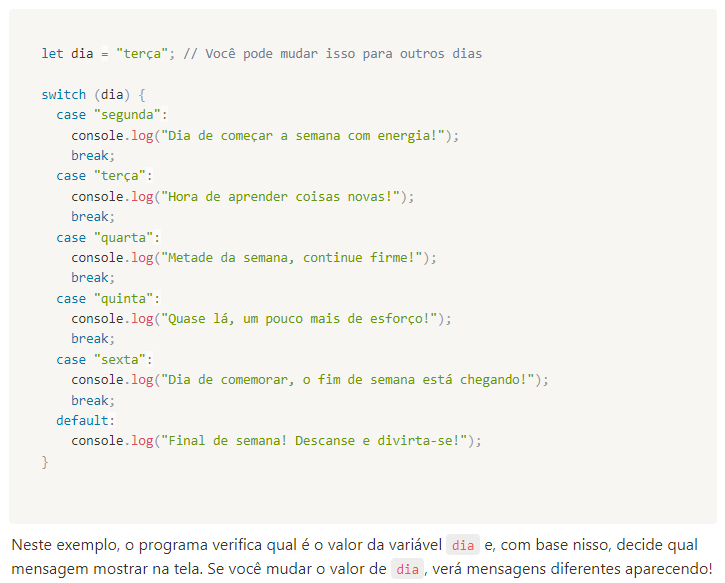 let dia = "terça"; // Você pode mudar isso para outros dias
switch (dia) {
  case "segunda":
    console.log("Dia de começar a semana com energia!");
    break;
  case "terça":
    console.log("Hora de aprender coisas novas!");
    break;
  case "quarta":
    console.log("Metade da semana, continue firme!");
    break;
  case "quinta":
    console.log("Quase lá, um pouco mais de esforço!");
    break;
  case "sexta":
    console.log("Dia de comemorar, o fim de semana está chegando!");
    break;
  default:
    console.log("Final de semana! Descanse e divirta-se!");
}
Neste exemplo, o programa verifica qual é o valor da variável dia e, com base nisso, decide qual
mensagem mostrar na tela. Se você mudar o valor de dia, verá mensagens diferentes aparecendo!